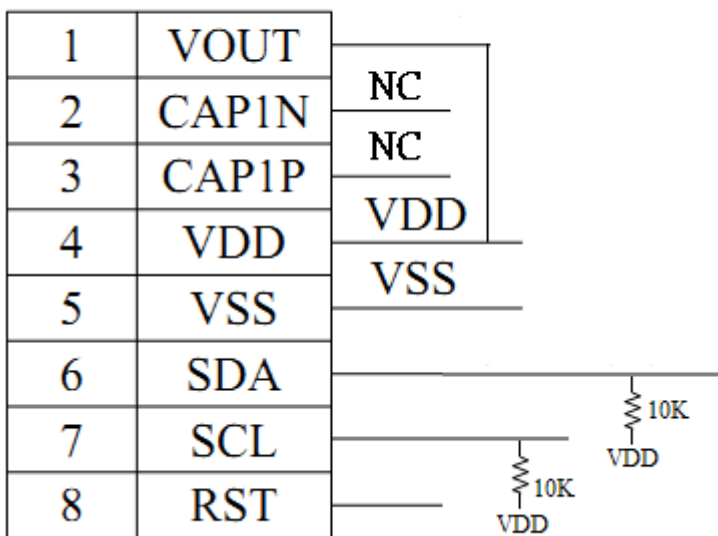 1 VOUT
NC
2 CAP1N
NC
3 CAP1P
VDD
4 VDD
VSS
5 VSS
6 SDA
10K
VDD
7 SCL
10K
VDD
8 RST